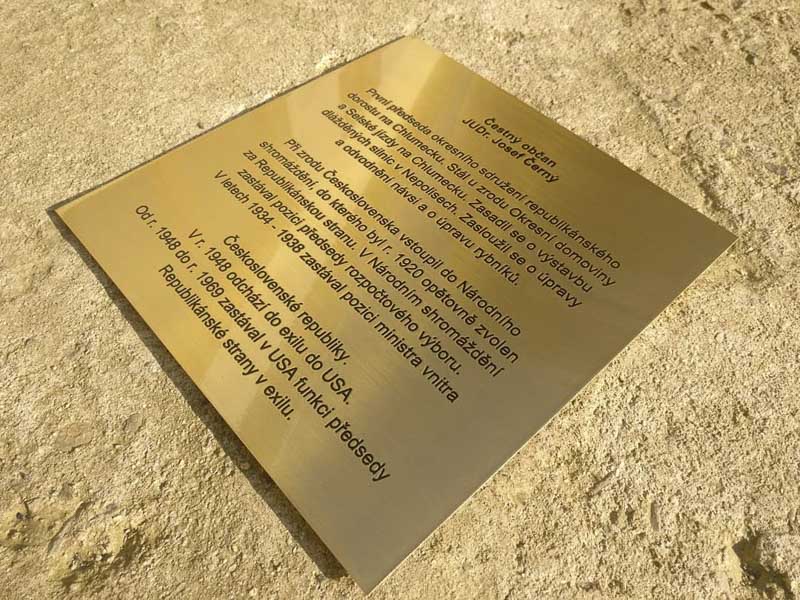 Čestný občan
JUDr. Josef Černý
První předseda okresního sdružení republikánského
dorostu na Chlumecku. Stál u zrodu Okresní domoviny
a Selské jízdy na Chlumecku. Zasadil se o výstavbu
dlážděných silnic v Nepolisech. Zasloužil se o úpravy
a odvodnění návsi a o úpravu rybníků.
Při zrodu Československa vstoupil do Národního
shromáždění, do kterého byl r. 1920 opětovně zvolen
za Republikánskou stranu. V Národním shromáždění
zastával pozici předsedy rozpočtového výboru.
V letech 1934 - 1938 zastával pozici ministra vnitra
Československé republiky.
V r. 1948 odchází do exilu do USA.
Od r. 1948 do r. 1969 zastával v USA funkci předsedy
Republikánské strany v exilu.